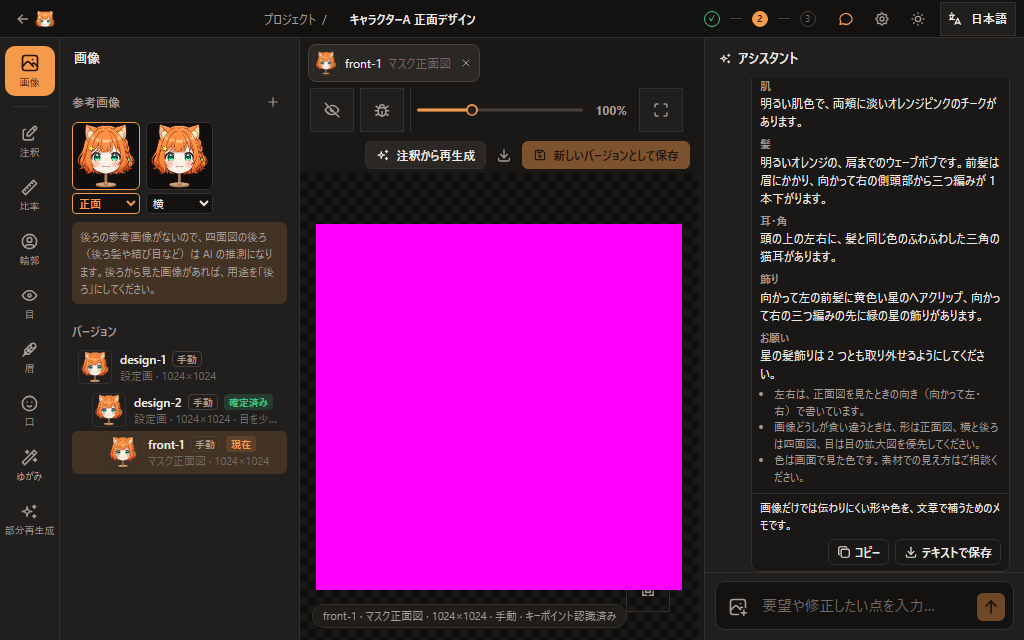 プロジェクト / キャラクターA 正面デザイン
2
3
日本語
画像
注釈
比率
輪郭
目
眉
口
ゆがみ
部分再生成
画像
参考画像
正面
横
後ろの参考画像がないので、四面図の後ろ
（後ろ髪や結び目など）は AI の推測になり
ます。後ろから見た画像があれば、用途を「後
ろ」にしてください。
バージョン
design-1 手動
設定画・1024×1024
design-2 手動 確定済み
設定画・1024×1024・目を少…
front-1 手動 現在
マスク正面図・1024×1024
front-1 マスク正面図
100%
注釈から再生成
新しいバージョンとして保存
front-1・マスク正面図・1024×1024・手動・キーポイント認識済み
アシスタント
肌
明るい肌色で、両頬に淡いオレンジピンクのチークが
あります。
髪
明るいオレンジの、肩までのウェーブボブです。前髪は
眉にかかり、向かって右の側頭部から三つ編みが 1
本下がります。
耳・角
頭の上の左右に、髪と同じ色のふわふわした三角の
猫耳があります。
飾り
向かって左の前髪に黄色い星のヘアクリップ、向かっ
て右の三つ編みの先に緑の星の飾りがあります。
お願い
星の髪飾りは 2 つとも取り外せるようにしてくださ
い。
左右は、正面図を見たときの向き（向かって左・
右）で書いています。
画像どうしが食い違うときは、形は正面図、横と後ろ
は四面図、目は目の拡大図を優先してください。
色は画面で見た色です。素材での見え方はご相談く
ださい。
画像だけでは伝わりにくい形や色を、文章で補うためのメ
モです。
コピー
テキストで保存
要望や修正したい点を入力...